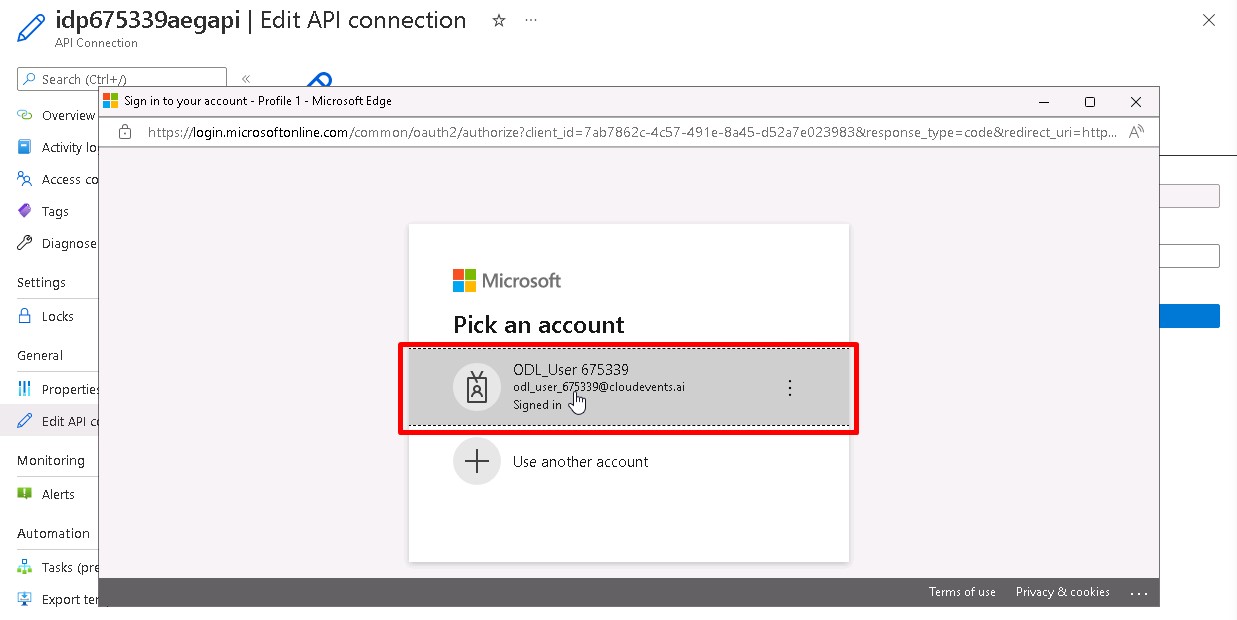 idp675339aegapi | Edit API connection
API Connection
Search (Ctrl+/)
Overview
Activity lo
Access co
Tags
Diagnose
Settings
Locks
General
Properties
Edit API c
Monitoring
Alerts
Automation
Tasks (pre
Export tem
Sign in to your account - Profile 1 - Microsoft Edge
https://login.microsoftonline.com/common/oauth2/authorize?client_id=7ab7862c-4c57-491e-8a45-d52a7e023983&response_type=code&redirect_uri=http...
Microsoft
Pick an account
ODL_User 675339
odl_user_675339@cloudevents.ai
Signed in
Use another account
Terms of use Privacy & cookies ...